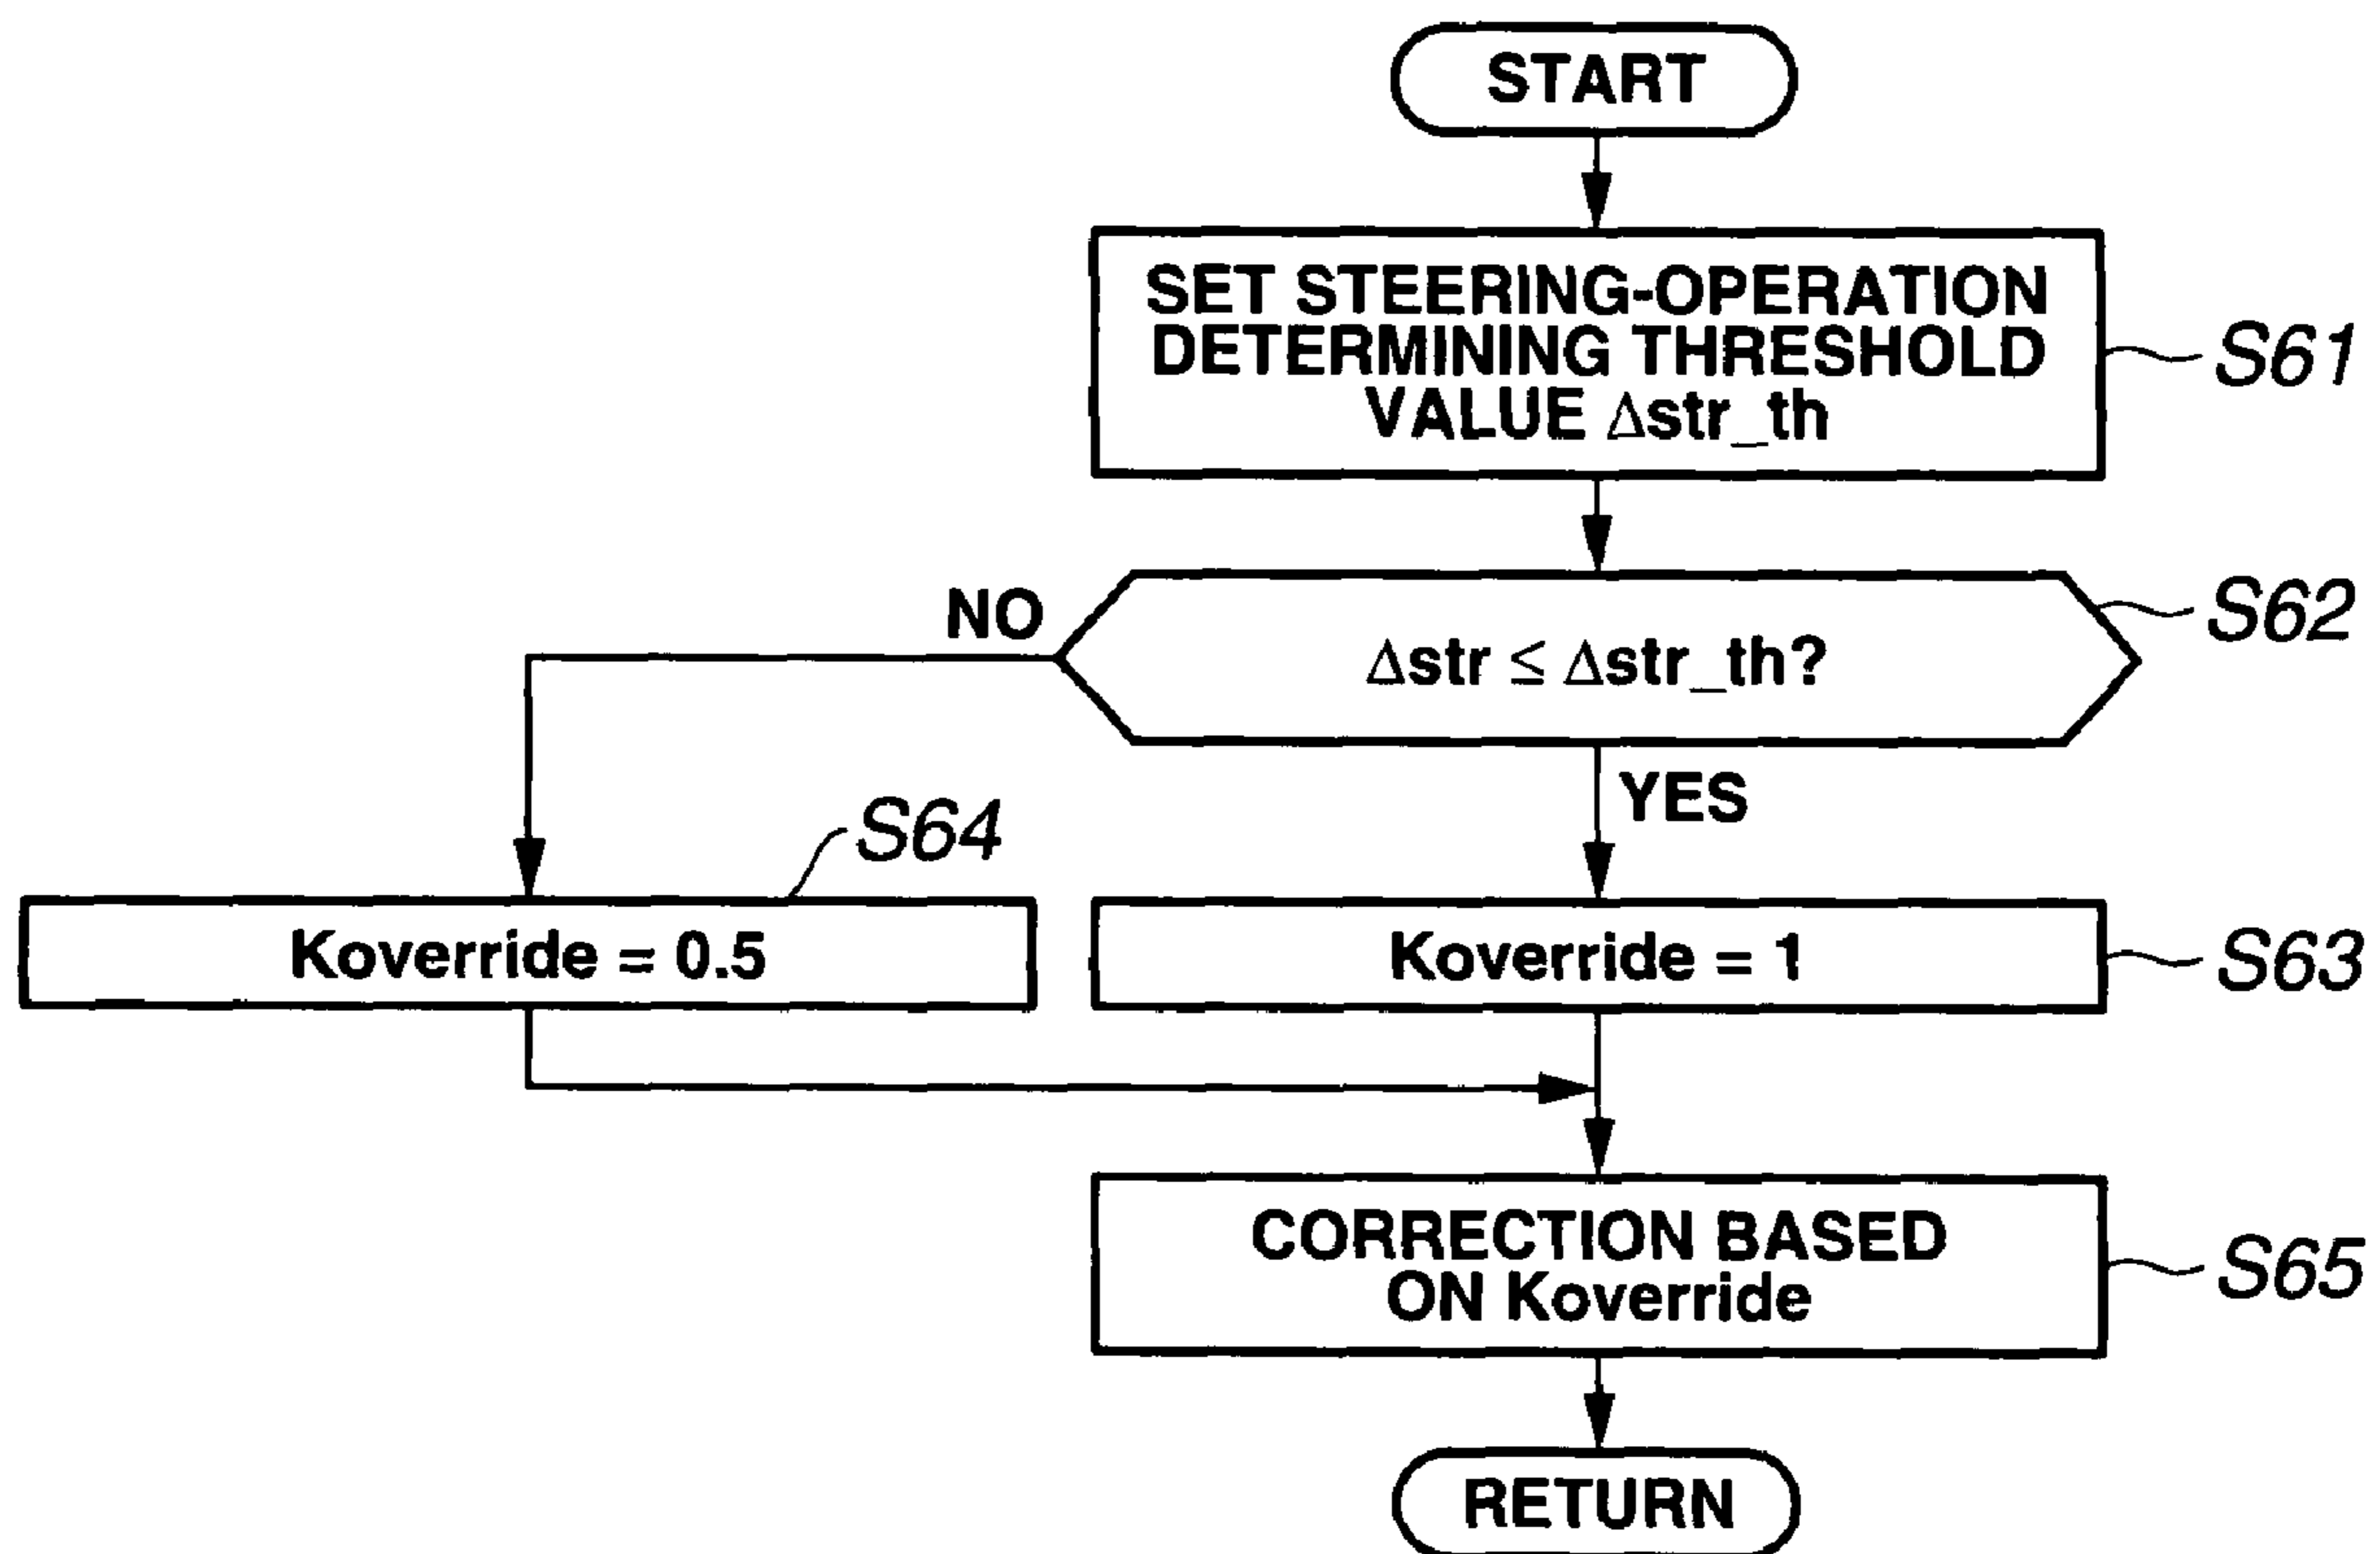 START
SET STEERING-OPERATION
DETERMINING THRESHOLD
VALUE Δstr_th
S61
NO
Δstr ≤ Δstr_th?
S62
YES
S64
Koverride = 0.5
Koverride = 1
S63
CORRECTION BASED
ON Koverride
S65
RETURN